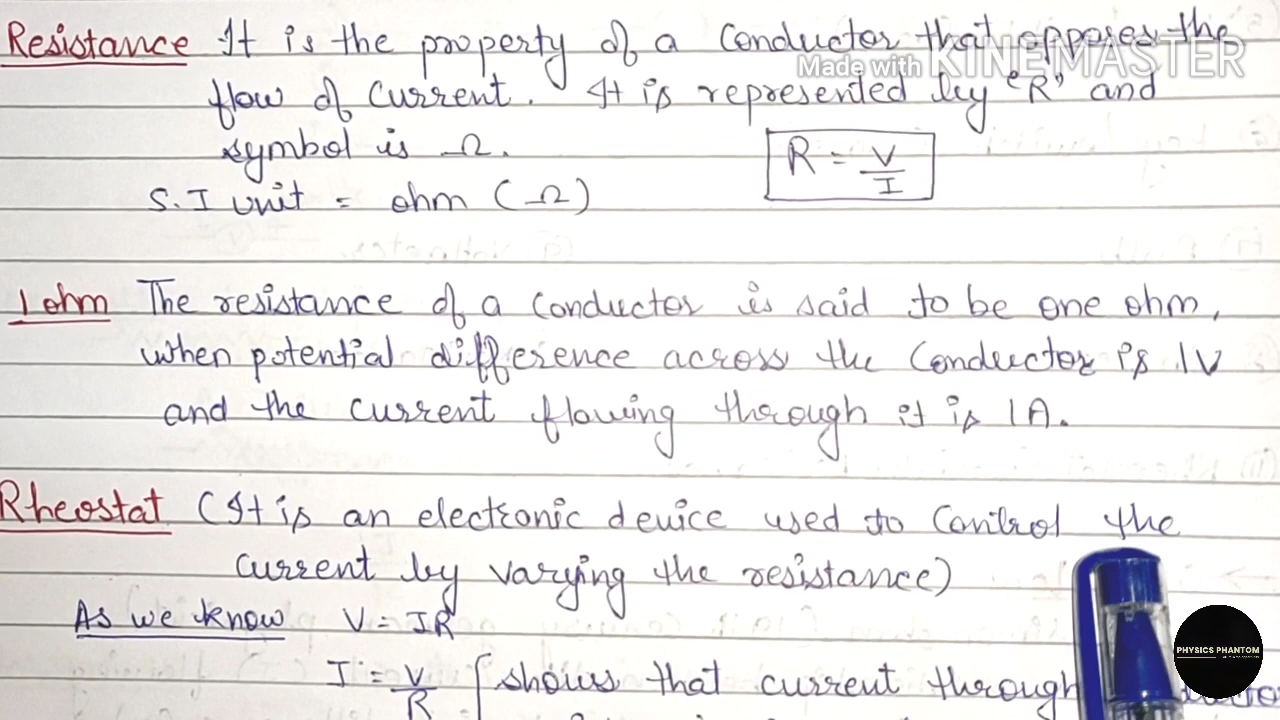 Resistance It is the property of a conductor that opposes the
Made with KINEMASTER
flow of current. It is represented by 'R' and
symbol is Ω.
R = V/I
S.I unit = ohm (Ω)
1 ohm The resistance of a conductor is said to be one ohm,
when potential difference across the conductor is 1V
and the current flowing through it is 1A.
Rheostat (It is an electronic device used to control the
current by varying the resistance)
As we know V = IR
I = V/R { shows that current through
PHYSICS PHANTOM